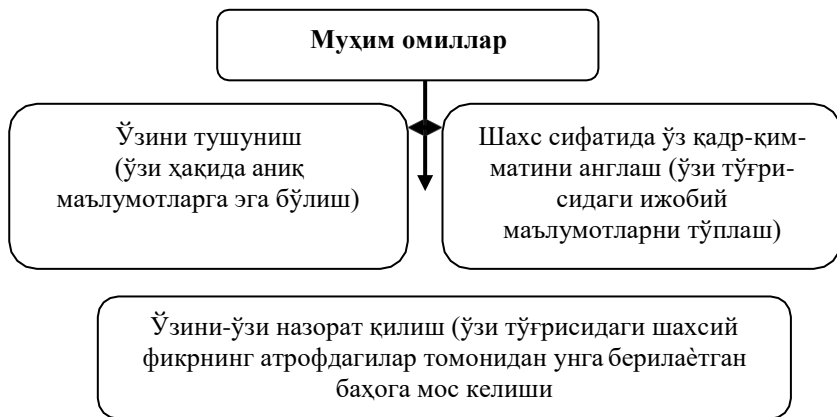 Муҳим омиллар
Ўзини тушуниш
(ўзи ҳақида аниқ
маълумотларга эга бўлиш)
Шахс сифатида ўз қадр-қим-
матини англаш (ўзи тўғри-
сидаги ижобий
маълумотларни тўплаш)
Ўзини-ўзи назорат қилиш (ўзи тўғрисидаги шахсий
фикрнинг атрофдагилар томонидан унга берилаѐтган
баҳога мос келиши